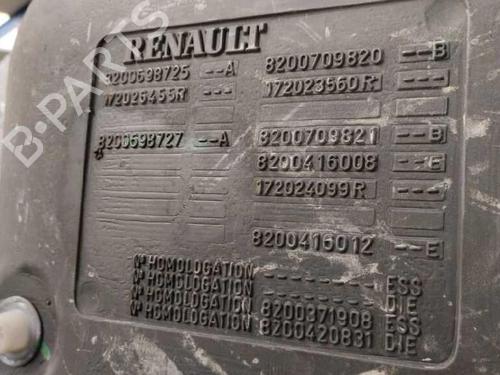 RENAULT
8200698725 --A 8200709820 --B
172026455R --- 172023560R ---
8200698727 --A 8200709821 --B
8200416008 --E
172024099R ---
8200416012 --E
N° HOMOLOGATION ------- ESS
N° HOMOLOGATION ------- DIE
N° HOMOLOGATION 8200371908 ESS
N° HOMOLOGATION 8200420831 DIE
B-PARTS